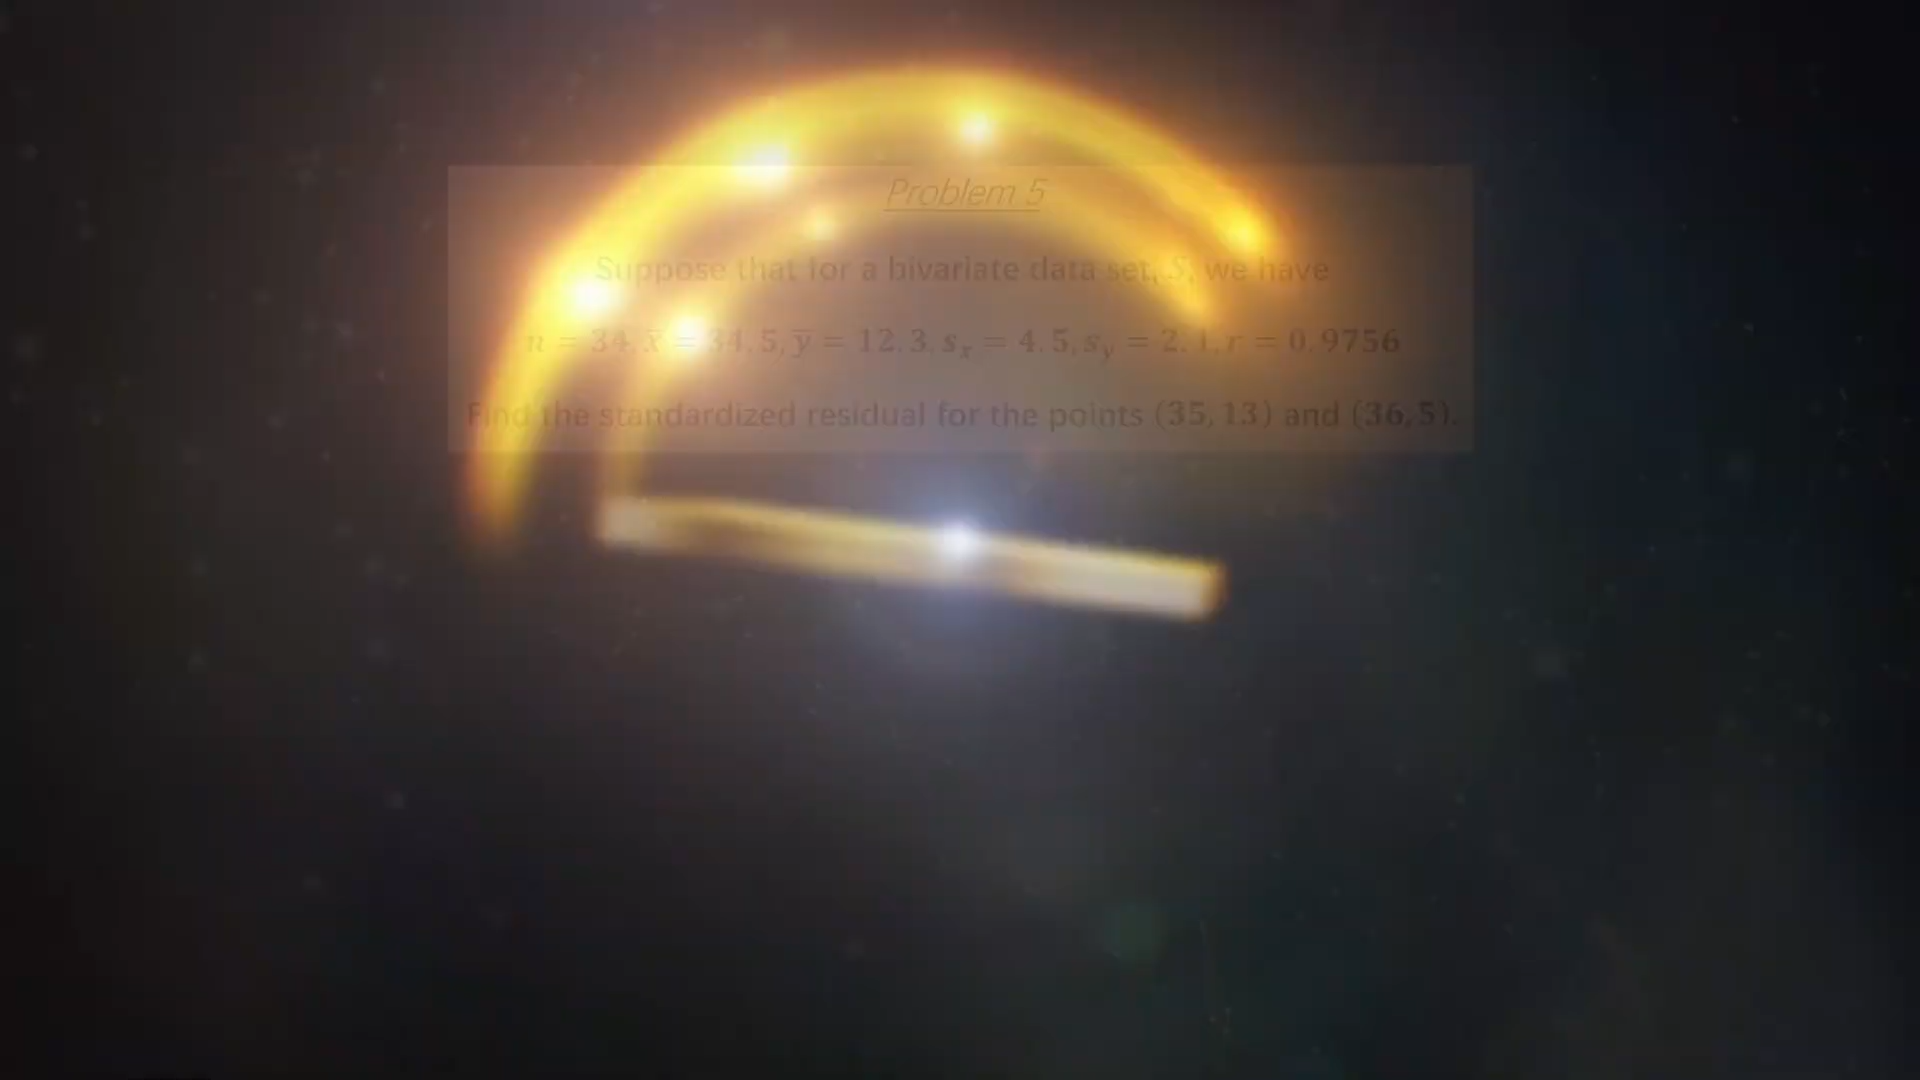 Problem 5
Suppose that for a bivariate data set, S, we have
n = 34, x̅ = 34.5, y̅ = 12.3, sₓ = 4.5, s_y = 2.1, r = 0.9756
Find the standardized residual for the points (35, 13) and (36, 5).